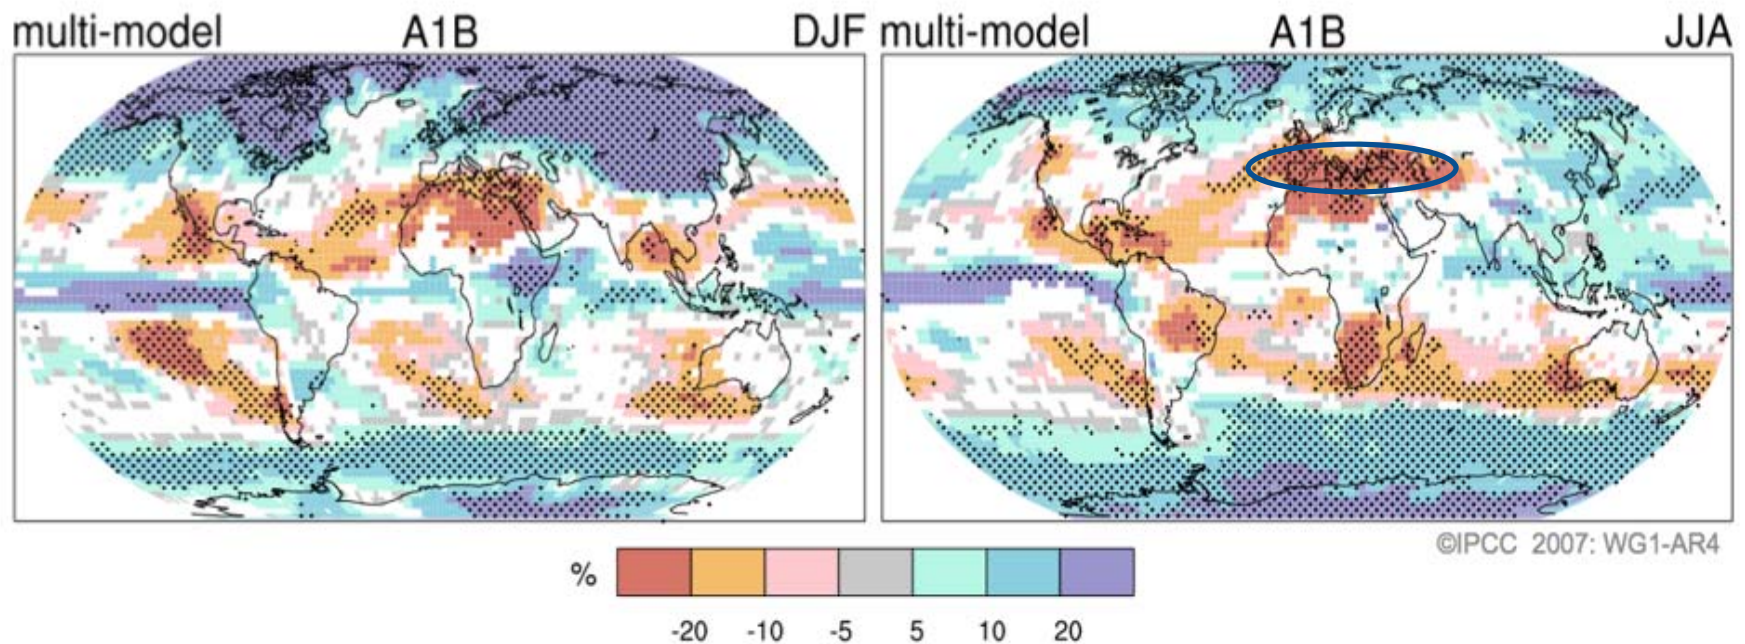 multi-model A1B DJF
multi-model A1B JJA
©IPCC 2007: WG1-AR4
%
-20 -10 -5 5 10 20